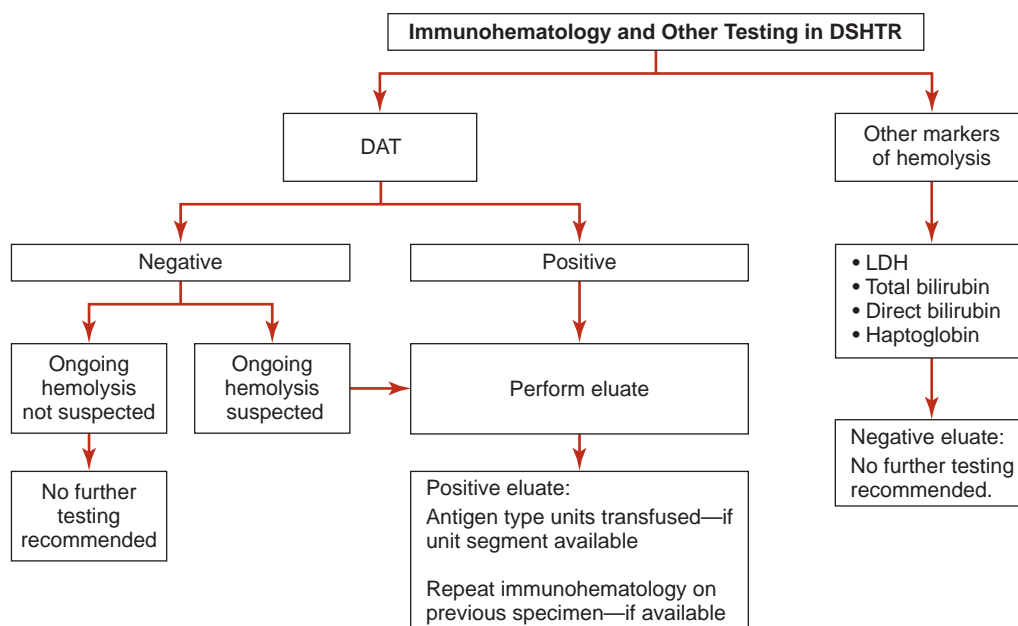 Immunohematology and Other Testing in DSHTR
DAT
Other markers
of hemolysis
Negative
Positive
• LDH
• Total bilirubin
• Direct bilirubin
• Haptoglobin
Ongoing
hemolysis
not suspected
Ongoing
hemolysis
suspected
Perform eluate
Negative eluate:
No further testing
recommended.
No further
testing
recommended
Positive eluate:
Antigen type units transfused—if
unit segment available
Repeat immunohematology on
previous specimen—if available